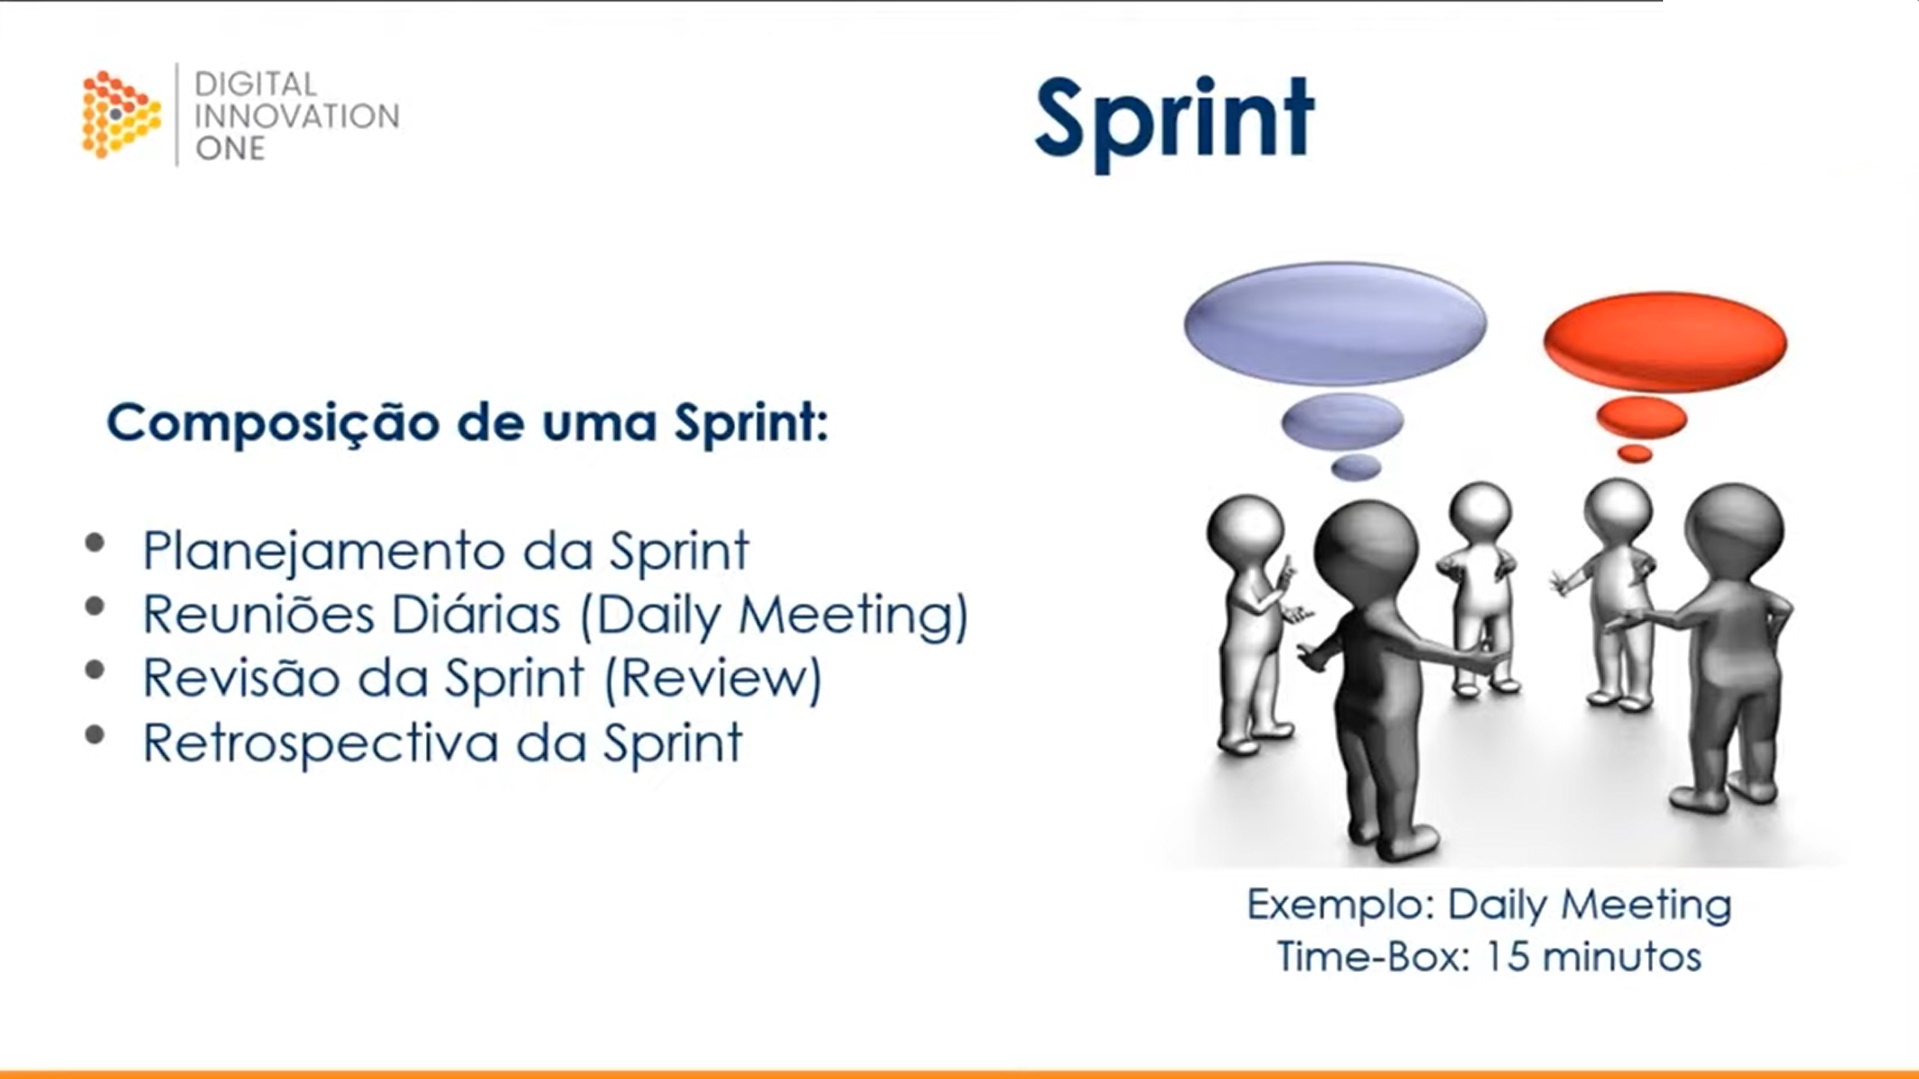 DIGITAL
INNOVATION
ONE
Sprint
Composição de uma Sprint:
• Planejamento da Sprint
• Reuniões Diárias (Daily Meeting)
• Revisão da Sprint (Review)
• Retrospectiva da Sprint
Exemplo: Daily Meeting
Time-Box: 15 minutos